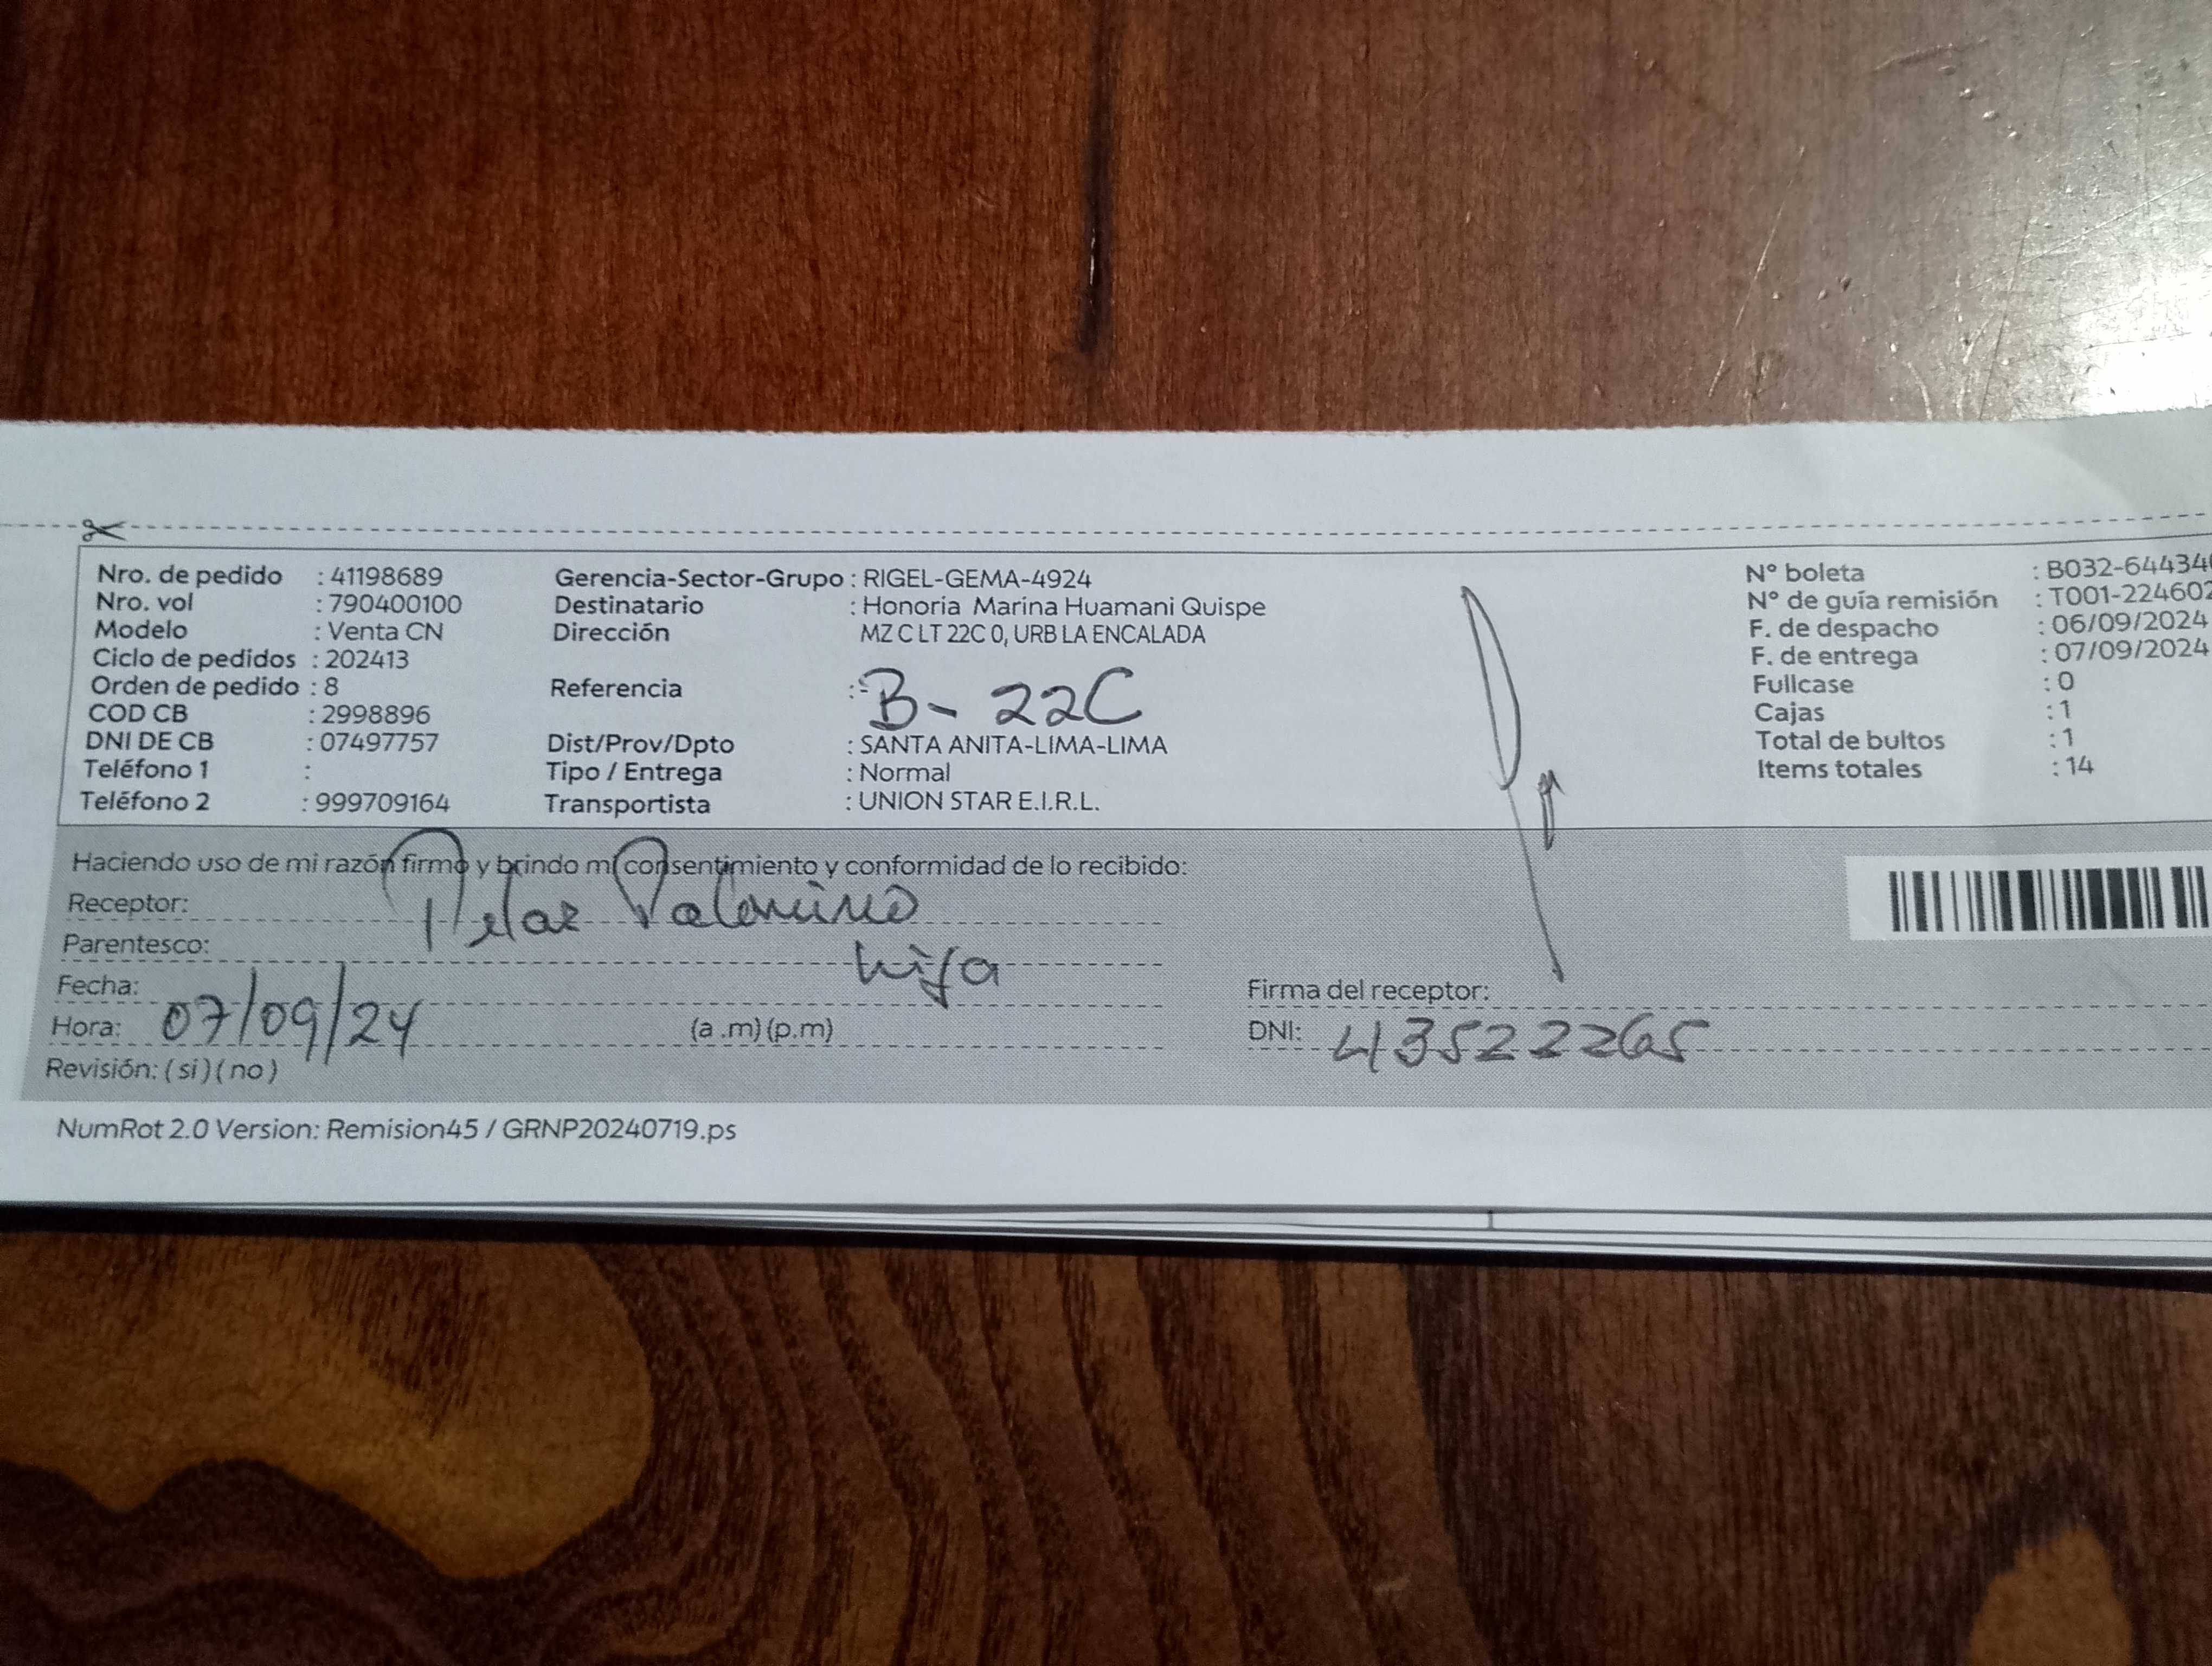 Nro. de pedido : 41198689
Nro. vol : 790400100
Modelo : Venta CN
Ciclo de pedidos : 202413
Orden de pedido : 8
COD CB : 2998896
DNI DE CB : 07497757
Teléfono 1 :
Teléfono 2 : 999709164
Gerencia-Sector-Grupo : RIGEL-GEMA-4924
Destinatario : Honoria Marina Huamani Quispe
Dirección MZ C LT 22C 0, URB LA ENCALADA
Referencia : B- 22C
Dist/Prov/Dpto : SANTA ANITA-LIMA-LIMA
Tipo / Entrega : Normal
Transportista : UNION STAR E.I.R.L.
N° boleta : B032-64434
N° de guía remisión : T001-224602
F. de despacho : 06/09/2024
F. de entrega : 07/09/2024
Fullcase : 0
Cajas : 1
Total de bultos : 1
Items totales : 14
Haciendo uso de mi razón firmo y brindo mi consentimiento y conformidad de lo recibido:
Receptor: Pilar Palomino
Parentesco: hija
Fecha: 07/09/24
Hora: (a .m) (p.m)
Revisión: ( si ) ( no )
Firma del receptor:
DNI: 43522265
NumRot 2.0 Version: Remision45 / GRNP20240719.ps